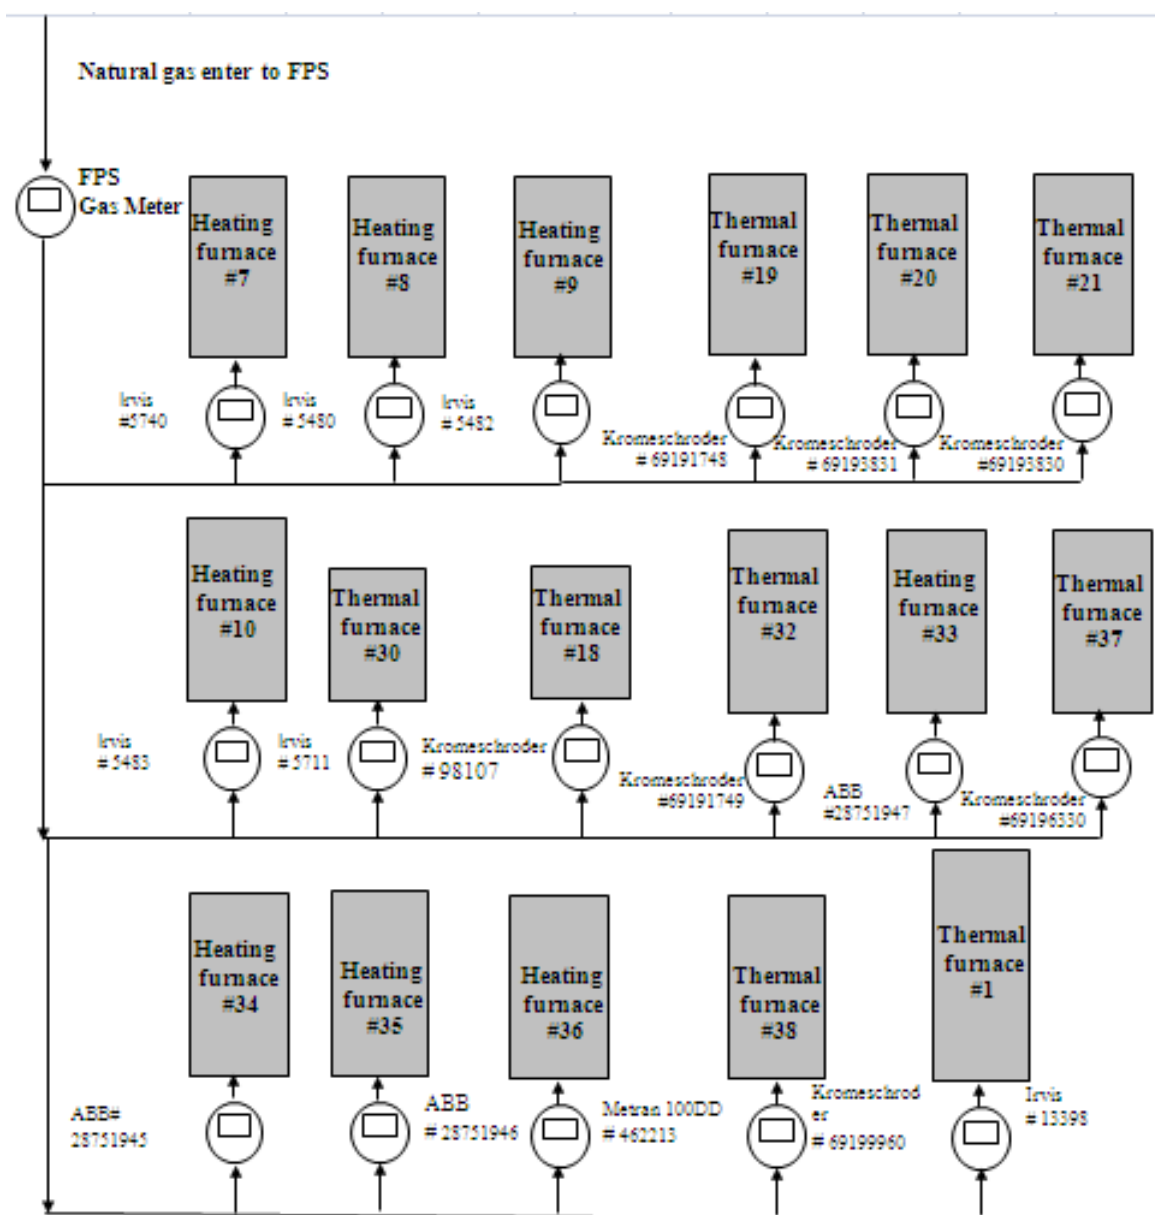 Natural gas enter to FPS
FPS
Gas Meter
Heating
furnace
#7
Heating
furnace
#8
Heating
furnace
#9
Thermal
furnace
#19
Thermal
furnace
#20
Thermal
furnace
#21
Irvis
#5740
Irvis
# 5480
Irvis
# 5482
Kromeschroder
# 69191748
Kromeschroder
# 69193831
Kromeschroder
#69193830
Heating
furnace
#10
Thermal
furnace
#30
Thermal
furnace
#18
Thermal
furnace
#32
Heating
furnace
#33
Thermal
furnace
#37
Irvis
# 5483
Irvis
# 5711
Kromeschroder
# 98107
Kromeschroder
#69191749
ABB
#28751947
Kromeschroder
#69196330
Heating
furnace
#34
Heating
furnace
#35
Heating
furnace
#36
Thermal
furnace
#38
Thermal
furnace
#1
ABB#
28751945
ABB
# 28751946
Metran 100DD
# 462213
Kromeschrod
er
# 69199960
Irvis
# 13398